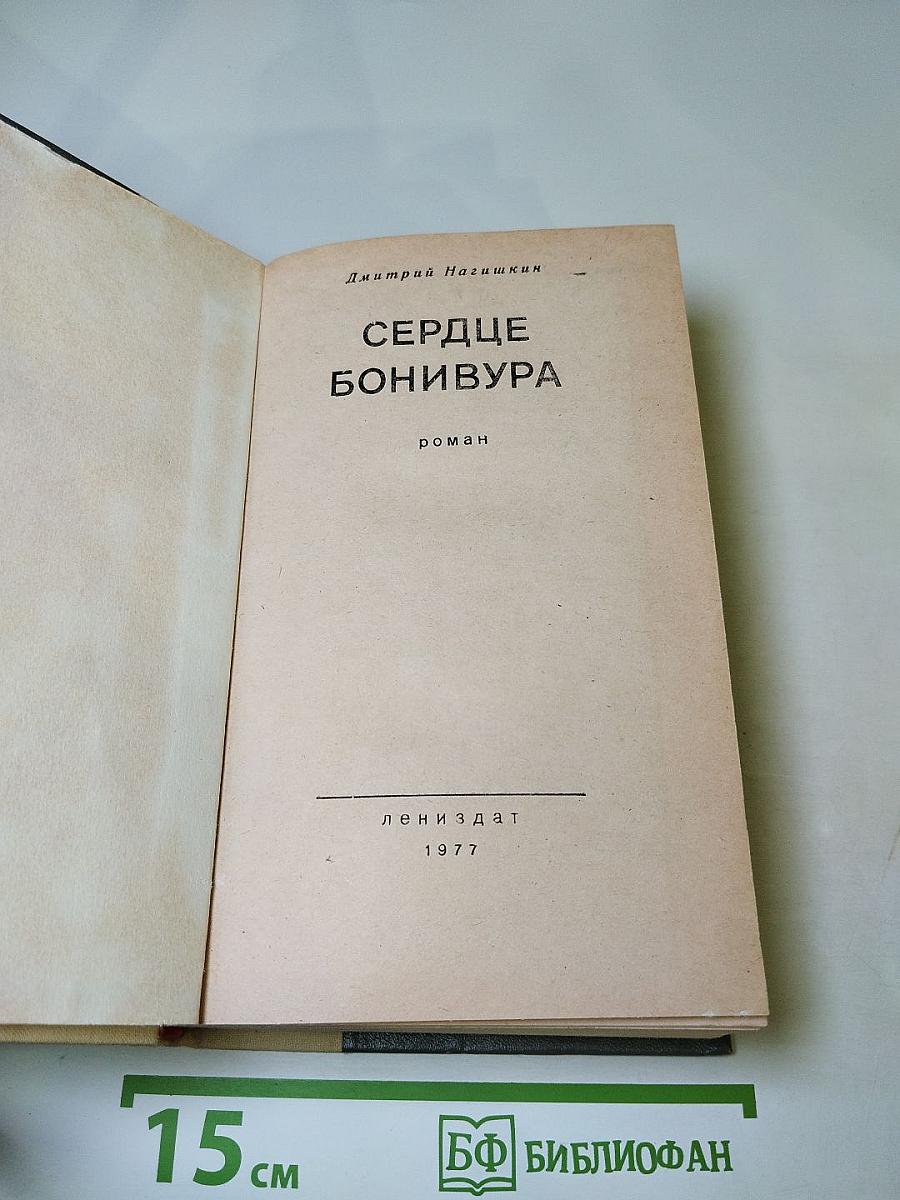 Дмитрий Нагишкин
СЕРДЦЕ
БОНИВУРА
роман
лениздат
1977
15 см
БФ БИБЛИОФАН